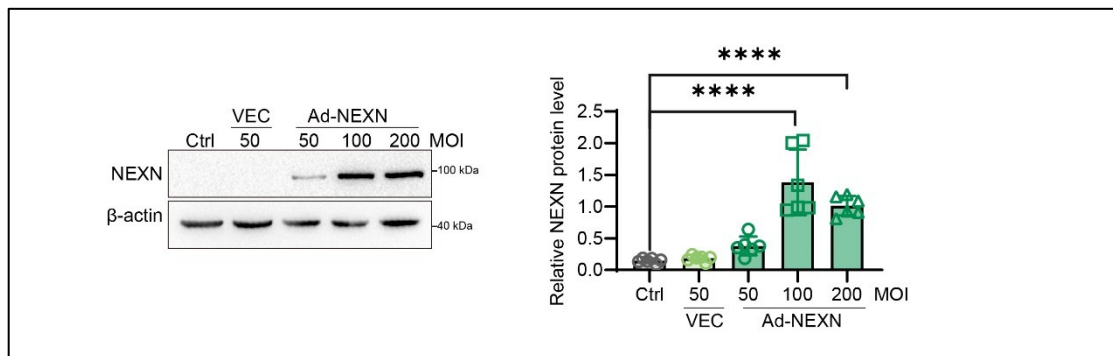 VEC Ad-NEXN
Ctrl 50 50 100 200 MOI
NEXN
100 kDa
β-actin
40 kDa
****
****
Relative NEXN protein level
2.5
2.0
1.5
1.0
0.5
0.0
Ctrl 50 50 100 200 MOI
VEC Ad-NEXN